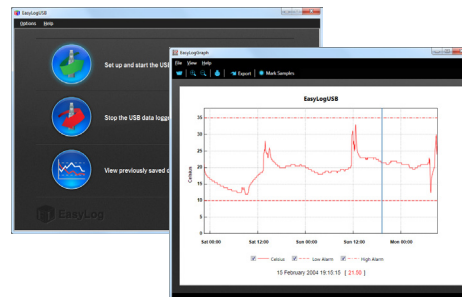 EasyLogUSB
Options Help
Set up and start the USB
Stop the USB data logg
View previously saved
EasyLog
EasyLogGraph
File View Help
Export Mark Samples
EasyLogUSB
Celsius
35
30
25
20
15
10
5
0
Sat 00:00 Sat 12:00 Sun 00:00 Sun 12:00 Mon 00:00
Celsius Low Alarm High Alarm
15 February 2004 19:15:15 [ 21.50 ]